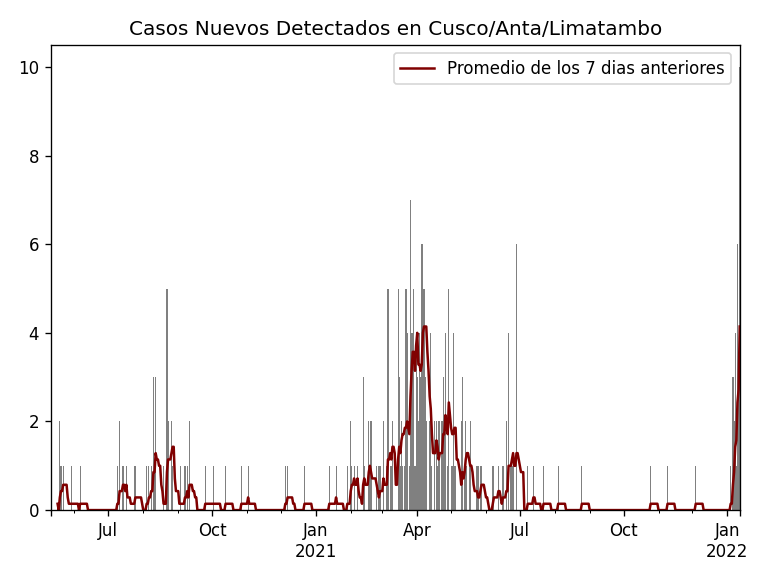 Casos Nuevos Detectados en Cusco/Anta/Limatambo
Promedio de los 7 dias anteriores
10
8
6
4
2
0
Jul
Oct
Jan
2021
Apr
Jul
Oct
Jan
2022